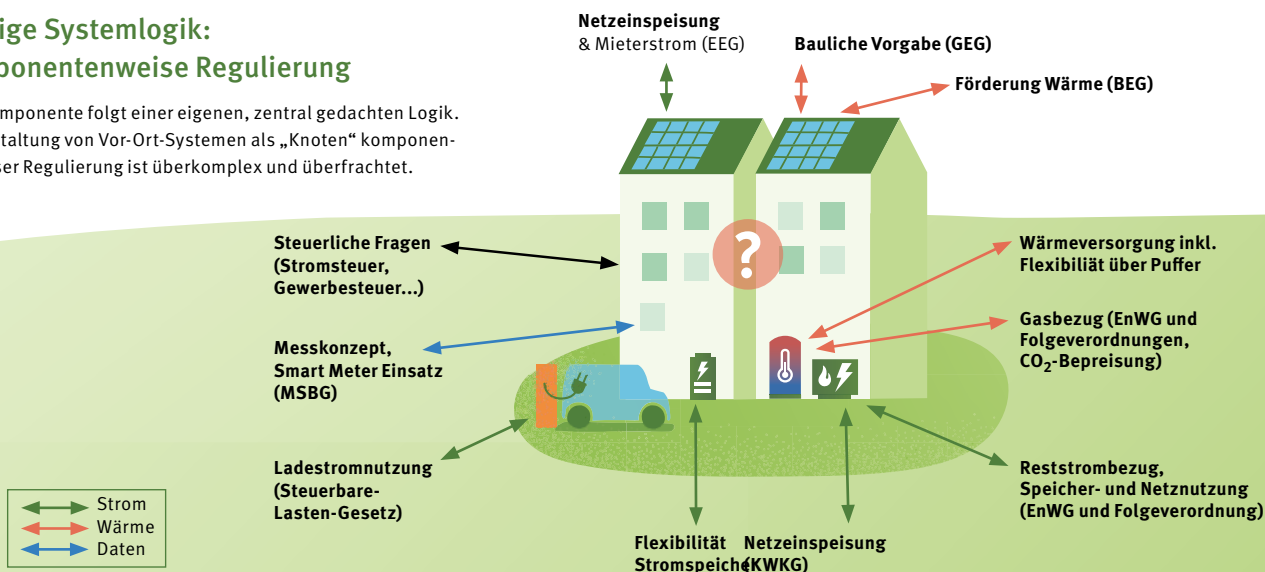 ige Systemlogik:
ponentenweise Regulierung
mponente folgt einer eigenen, zentral gedachten Logik.
taltung von Vor-Ort-Systemen als „Knoten“ komponen-
ser Regulierung ist überkomplex und überfrachtet.
Netzeinspeisung
& Mieterstrom (EEG)
Bauliche Vorgabe (GEG)
Förderung Wärme (BEG)
Steuerliche Fragen
(Stromsteuer,
Gewerbesteuer...)
?
Wärmeversorgung inkl.
Flexibiliät über Puffer
Messkonzept,
Smart Meter Einsatz
(MSBG)
Gasbezug (EnWG und
Folgeverordnungen,
CO₂-Bepreisung)
Ladestromnutzung
(Steuerbare-
Lasten-Gesetz)
Reststrombezug,
Speicher- und Netznutzung
(EnWG und Folgeverordnung)
Flexibilität
Stromspeicher
Netzeinspeisung
(KWKG)
Strom
Wärme
Daten